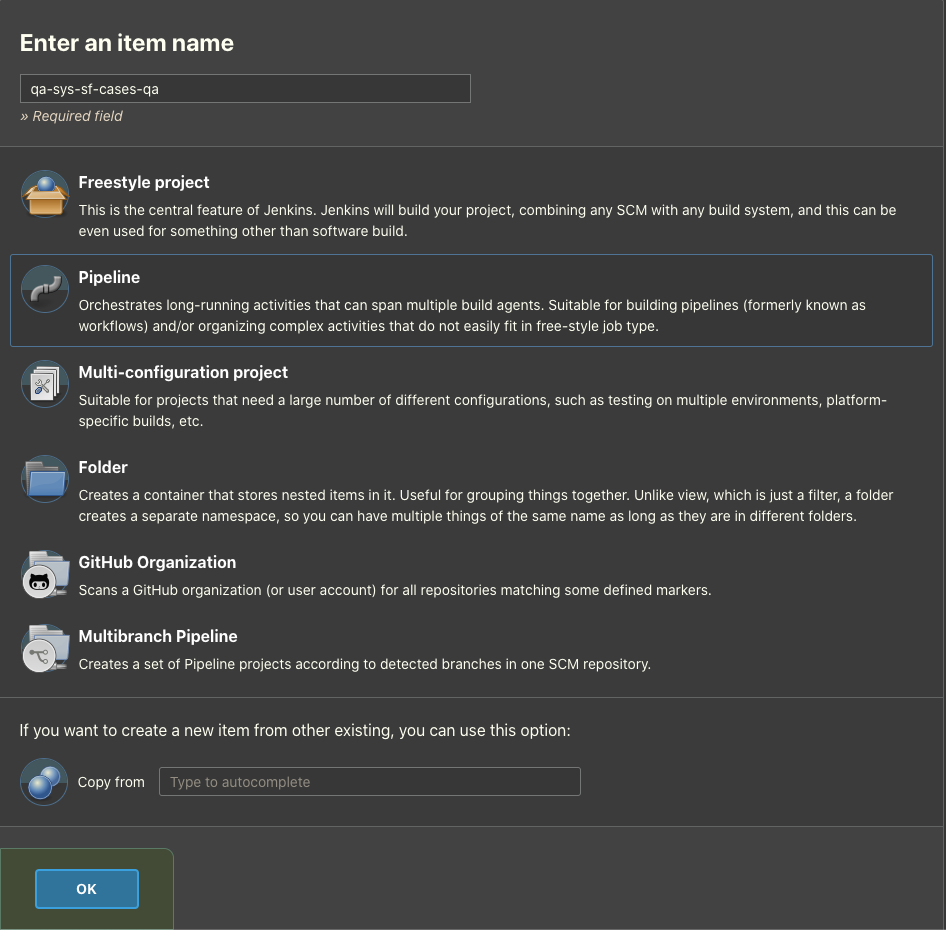 Enter an item name
qa-sys-sf-cases-qa
» Required field
Freestyle project
This is the central feature of Jenkins. Jenkins will build your project, combining any SCM with any build system, and this can be
even used for something other than software build.
Pipeline
Orchestrates long-running activities that can span multiple build agents. Suitable for building pipelines (formerly known as
workflows) and/or organizing complex activities that do not easily fit in free-style job type.
Multi-configuration project
Suitable for projects that need a large number of different configurations, such as testing on multiple environments, platform-
specific builds, etc.
Folder
Creates a container that stores nested items in it. Useful for grouping things together. Unlike view, which is just a filter, a folder
creates a separate namespace, so you can have multiple things of the same name as long as they are in different folders.
GitHub Organization
Scans a GitHub organization (or user account) for all repositories matching some defined markers.
Multibranch Pipeline
Creates a set of Pipeline projects according to detected branches in one SCM repository.
If you want to create a new item from other existing, you can use this option:
Copy from
Type to autocomplete
OK